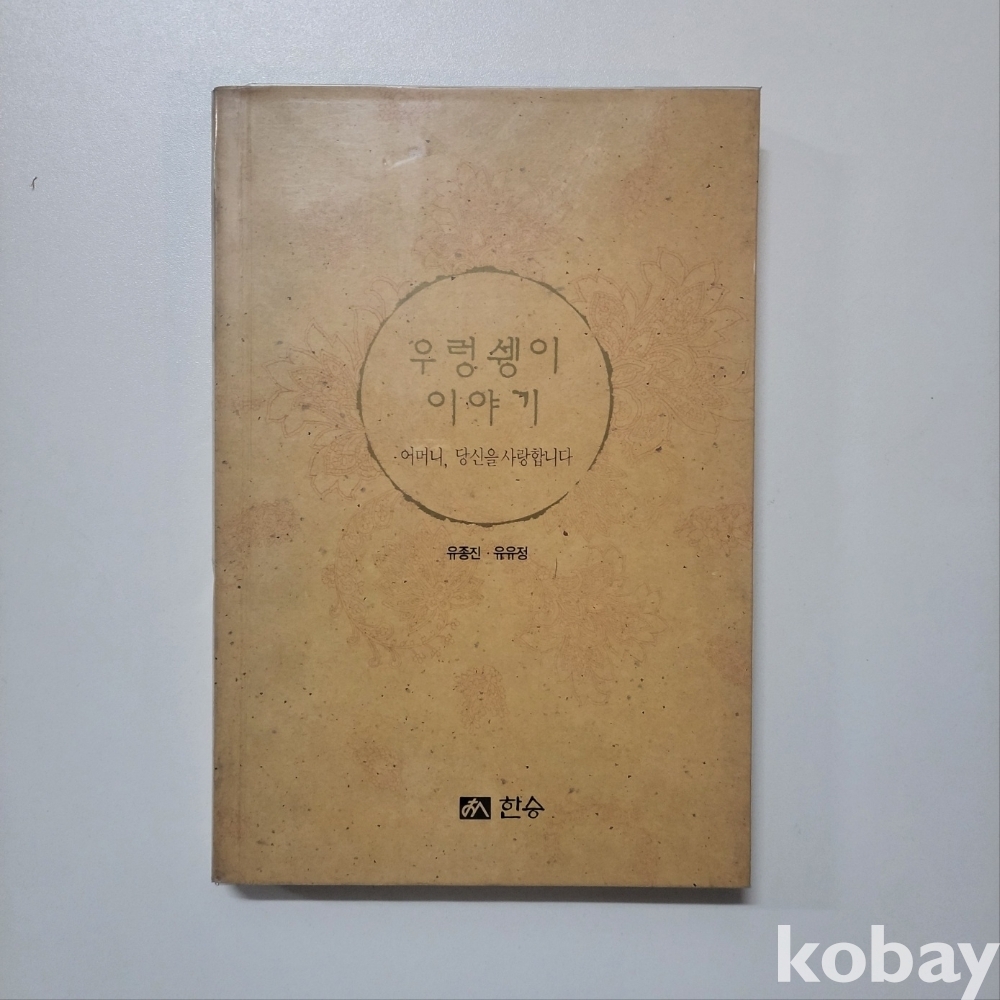 우렁쉥이
이야기
·어머니, 당신을 사랑합니다
유종진 · 유유정
한승
kobay